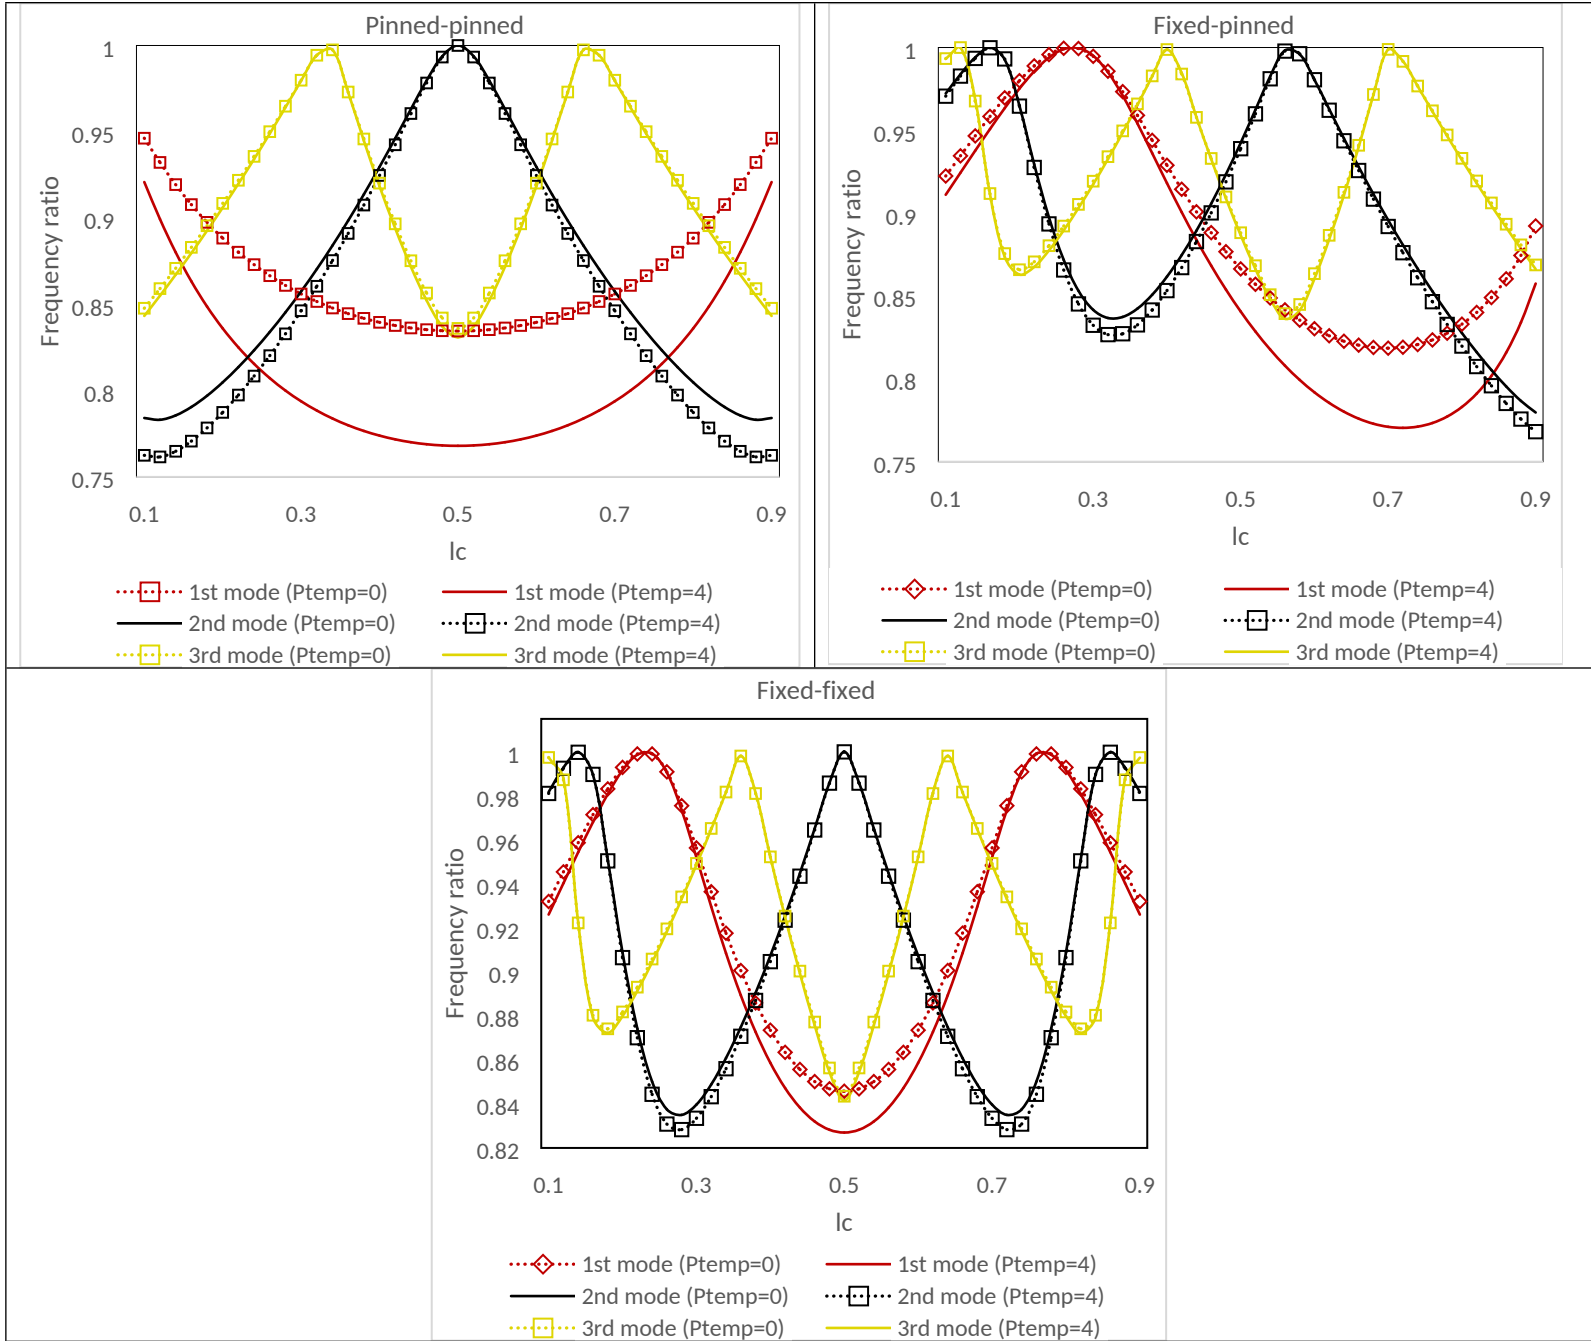 Pinned-pinned
1
0.95
0.9
0.85
0.8
0.75
Frequency ratio
0.1 0.3 0.5 0.7 0.9
lc
1st mode (Ptemp=0) 1st mode (Ptemp=4)
2nd mode (Ptemp=0) 2nd mode (Ptemp=4)
3rd mode (Ptemp=0) 3rd mode (Ptemp=4)
Fixed-pinned
1
0.95
0.9
0.85
0.8
0.75
Frequency ratio
0.1 0.3 0.5 0.7 0.9
lc
1st mode (Ptemp=0) 1st mode (Ptemp=4)
2nd mode (Ptemp=0) 2nd mode (Ptemp=4)
3rd mode (Ptemp=0) 3rd mode (Ptemp=4)
Fixed-fixed
1
0.98
0.96
0.94
0.92
0.9
0.88
0.86
0.84
0.82
Frequency ratio
0.1 0.3 0.5 0.7 0.9
lc
1st mode (Ptemp=0) 1st mode (Ptemp=4)
2nd mode (Ptemp=0) 2nd mode (Ptemp=4)
3rd mode (Ptemp=0) 3rd mode (Ptemp=4)